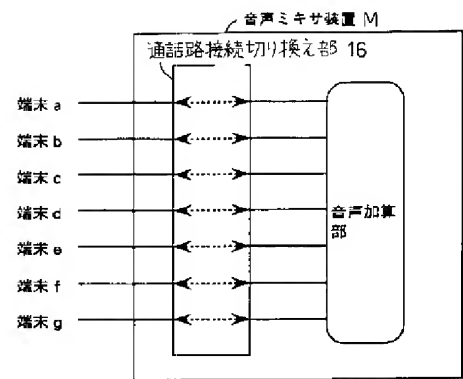 音声ミキサ装置 M
通話路接続切り換え部 16
端末 a
端末 b
端末 c
端末 d
端末 e
端末 f
端末 g
音声加算
部